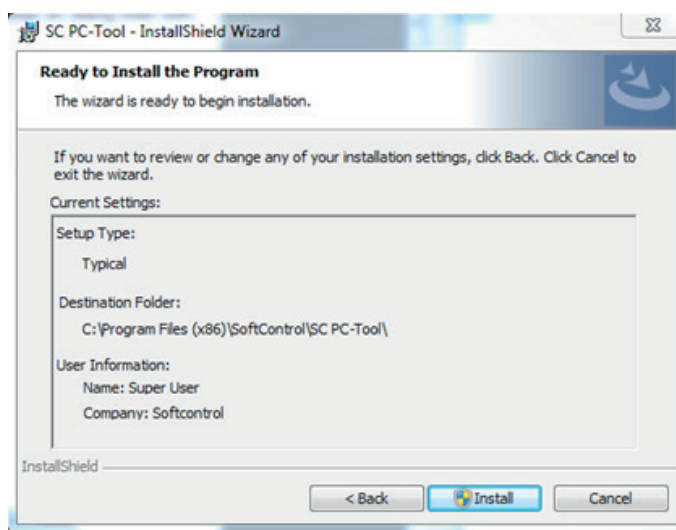 SC PC-Tool - InstallShield Wizard
Ready to Install the Program
The wizard is ready to begin installation.
If you want to review or change any of your installation settings, click Back. Click Cancel to
exit the wizard.
Current Settings:
Setup Type:
Typical
Destination Folder:
C:\Program Files (x86)\SoftControl\SC PC-Tool\
User Information:
Name: Super User
Company: Softcontrol
InstallShield
< Back Install Cancel